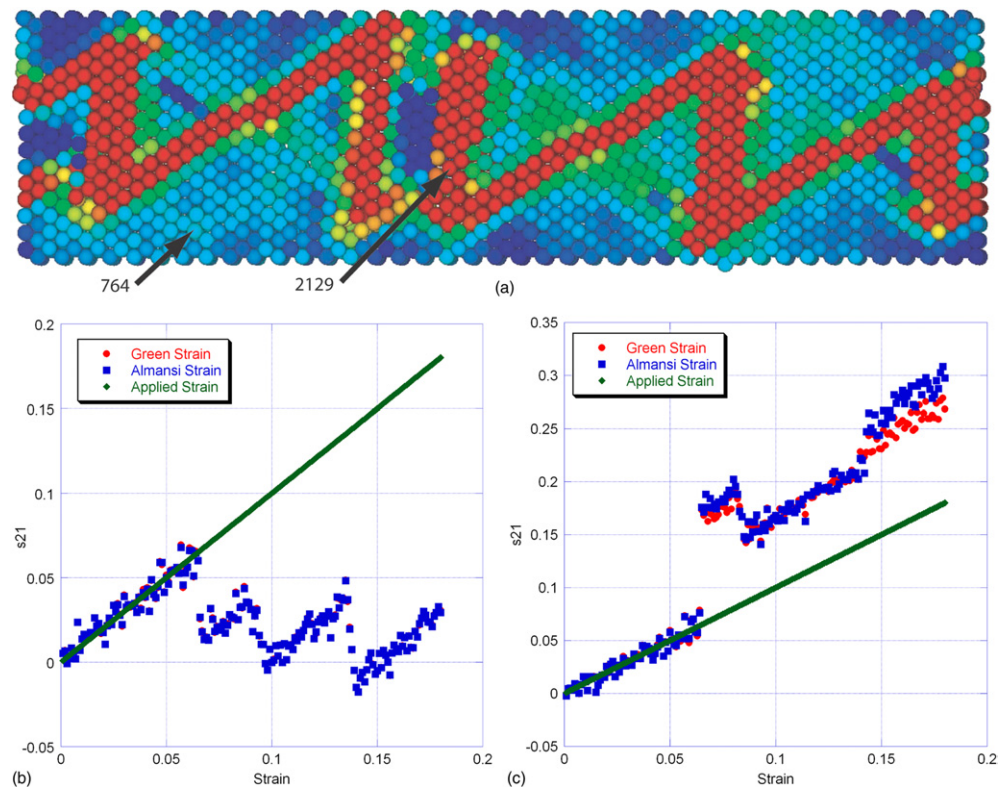 764
2129
(a)
0.2
0.15
0.1
0.05
0
-0.05
s21
Green Strain
Almansi Strain
Applied Strain
0
0.05
0.1
0.15
0.2
Strain
(b)
0.35
0.3
0.25
0.2
0.15
0.1
0.05
0
-0.05
s21
Green Strain
Almansi Strain
Applied Strain
0
0.05
0.1
0.15
0.2
Strain
(c)